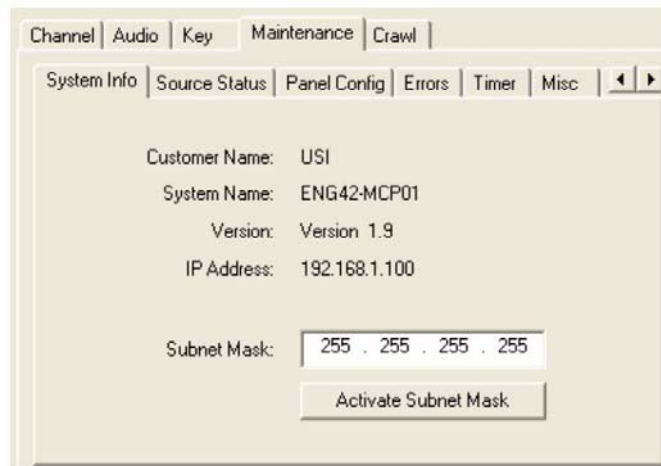 Channel Audio Key Maintenance Crawl
System Info Source Status Panel Config Errors Timer Misc
Customer Name: USI
System Name: ENG42-MCP01
Version: Version 1.9
IP Address: 192.168.1.100
Subnet Mask: 255 . 255 . 255 . 255
Activate Subnet Mask